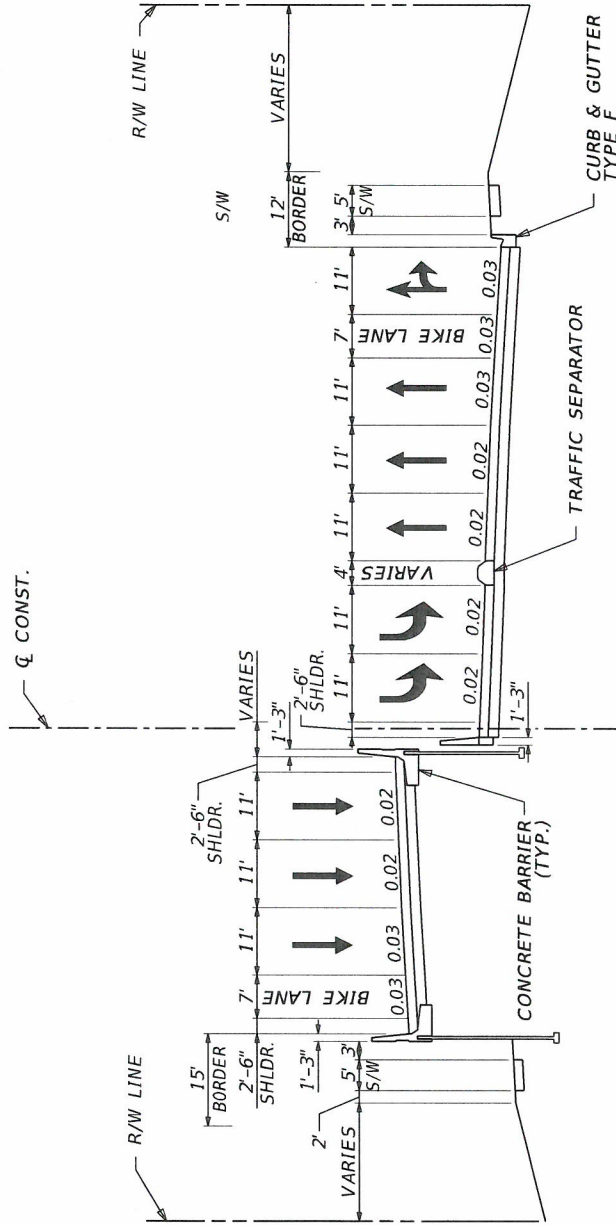 ₵ CONST.
R/W LINE
R/W LINE
15'
BORDER
2'-6"
SHLDR.
1'-3"
7'
11'
11'
11'
2'-6"
SHLDR.
VARIES
1'-3"
2'-6"
SHLDR.
11'
11'
4'
11'
11'
11'
7'
11'
12'
BORDER
S/W
VARIES
3'
5'
S/W
BIKE LANE
VARIES
BIKE LANE
0.03
0.03
0.02
0.02
0.02
0.02
0.02
0.02
0.03
0.03
0.03
VARIES
2'
5'
S/W
3'
1'-3"
CONCRETE BARRIER
(TYP.)
TRAFFIC SEPARATOR
CURB & GUTTER
TYPE F